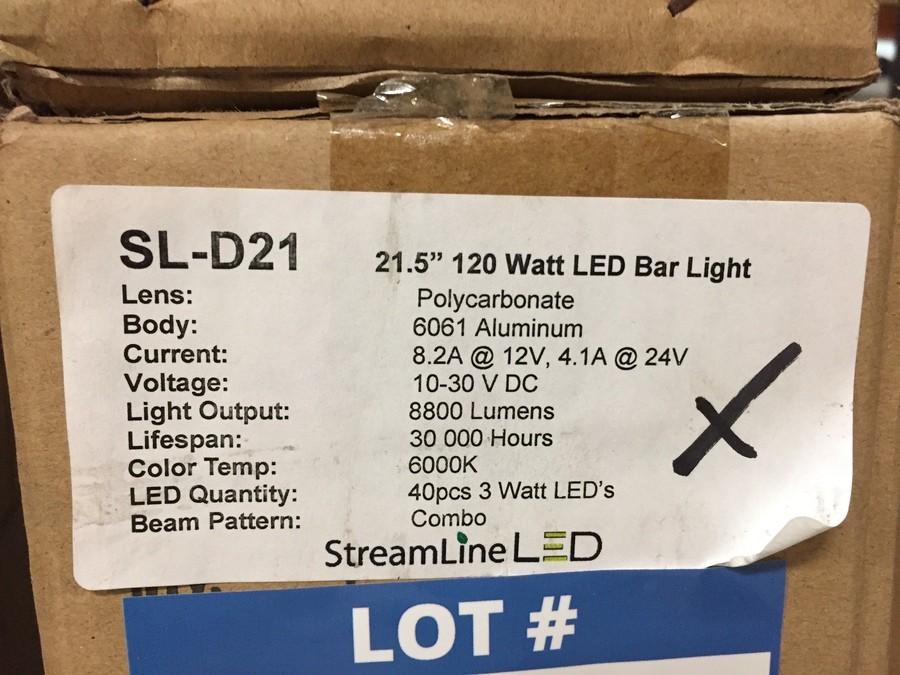 SL-D21 21.5” 120 Watt LED Bar Light
Lens: Polycarbonate
Body: 6061 Aluminum
Current: 8.2A @ 12V, 4.1A @ 24V
Voltage: 10-30 V DC
Light Output: 8800 Lumens
Lifespan: 30 000 Hours
Color Temp: 6000K
LED Quantity: 40pcs 3 Watt LED’s
Beam Pattern: Combo
StreamLine LED
LOT #